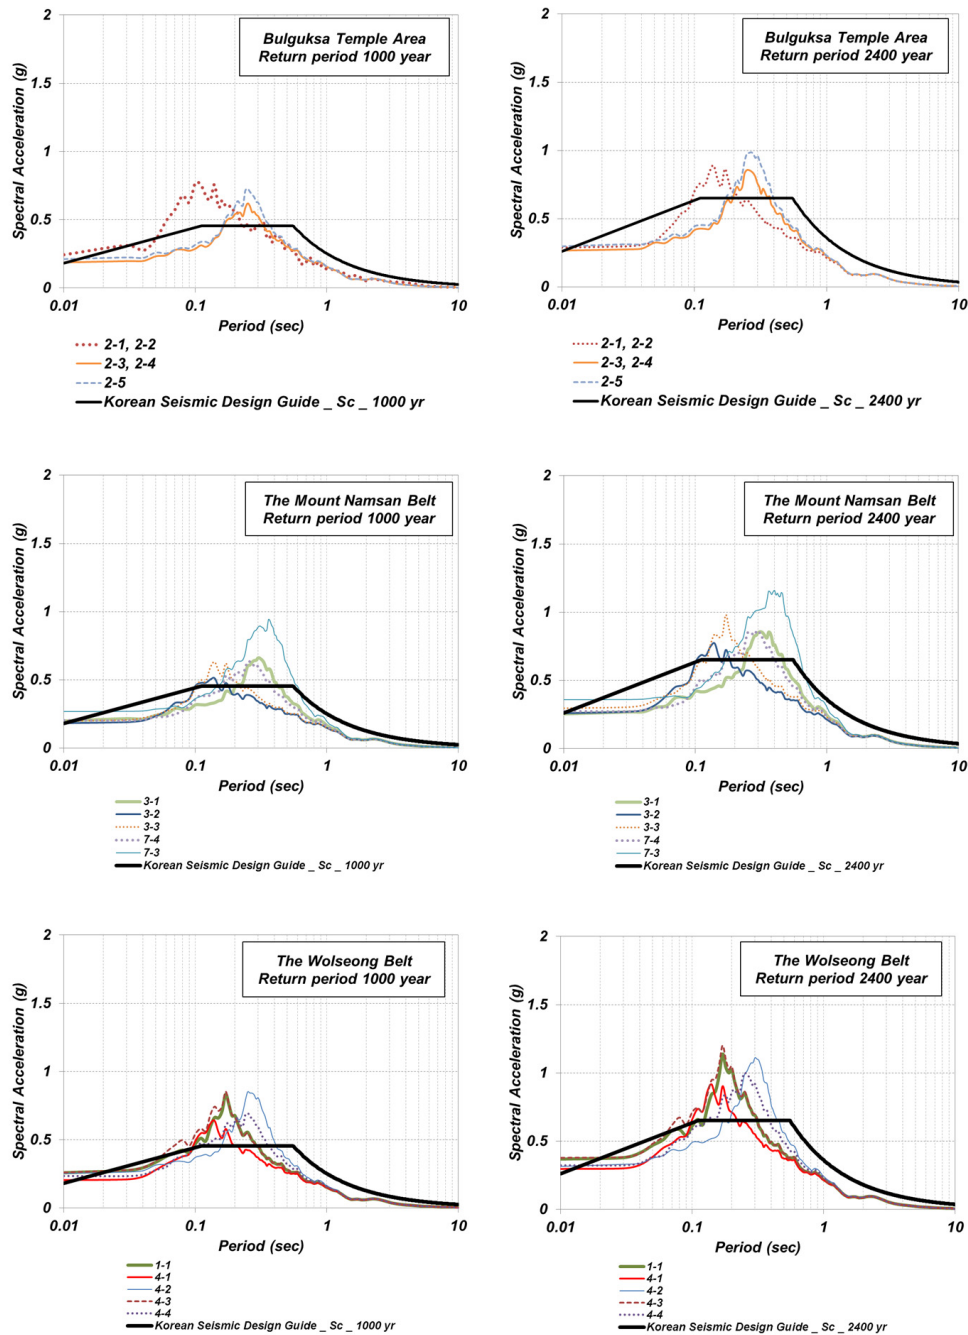 Bulguksa Temple Area
Return period 1000 year
Spectral Acceleration (g)
2
1.5
1
0.5
0
0.01
0.1
1
10
Period (sec)
2-1, 2-2
2-3, 2-4
2-5
Korean Seismic Design Guide _ Sc _ 1000 yr
Bulguksa Temple Area
Return period 2400 year
Spectral Acceleration (g)
2
1.5
1
0.5
0
0.01
0.1
1
10
Period (sec)
2-1, 2-2
2-3, 2-4
2-5
Korean Seismic Design Guide _ Sc _ 2400 yr
The Mount Namsan Belt
Return period 1000 year
Spectral Acceleration (g)
2
1.5
1
0.5
0
0.01
0.1
1
10
Period (sec)
3-1
3-2
3-3
7-4
7-3
Korean Seismic Design Guide _ Sc _ 1000 yr
The Mount Namsan Belt
Return period 2400 year
Spectral Acceleration (g)
2
1.5
1
0.5
0
0.01
0.1
1
10
Period (sec)
3-1
3-2
3-3
7-4
7-3
Korean Seismic Design Guide _ Sc _ 2400 yr
The Wolseong Belt
Return period 1000 year
Spectral Acceleration (g)
2
1.5
1
0.5
0
0.01
0.1
1
10
Period (sec)
1-1
4-1
4-2
4-3
4-4
Korean Seismic Design Guide _ Sc _ 1000 yr
The Wolseong Belt
Return period 2400 year
Spectral Acceleration (g)
2
1.5
1
0.5
0
0.01
0.1
1
10
Period (sec)
1-1
4-1
4-2
4-3
4-4
Korean Seismic Design Guide _ Sc _ 2400 yr